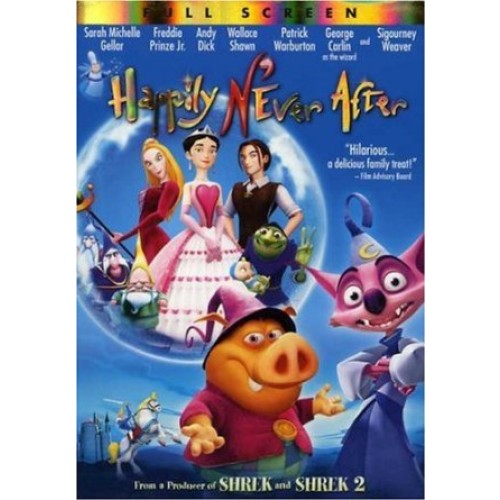 FULL SCREEN
Sarah Michelle Gellar
Freddie Prinze Jr.
Andy Dick
Wallace Shawn
Patrick Warburton
George Carlin
as the wizard
and
Sigourney Weaver
Happily N'Ever After
"Hilarious...
a delicious family treat!"
– Film Advisory Board
From a Producer of SHREK and SHREK 2